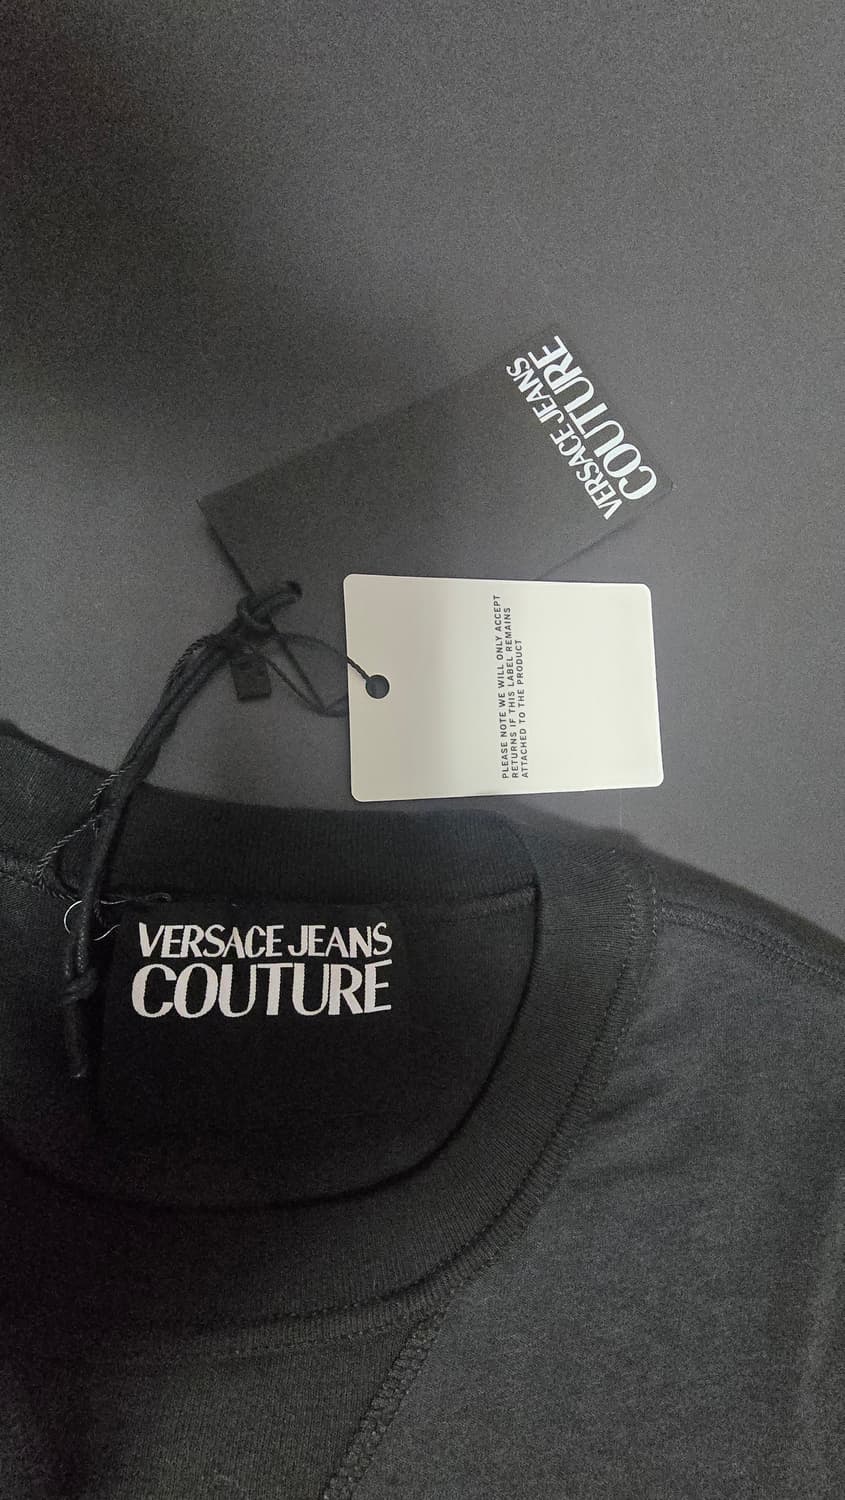 VERSACE JEANS
COUTURE
PLEASE NOTE WE WILL ONLY ACCEPT
RETURNS IF THIS LABEL REMAINS
ATTACHED TO THE PRODUCT
VERSACE JEANS
COUTURE